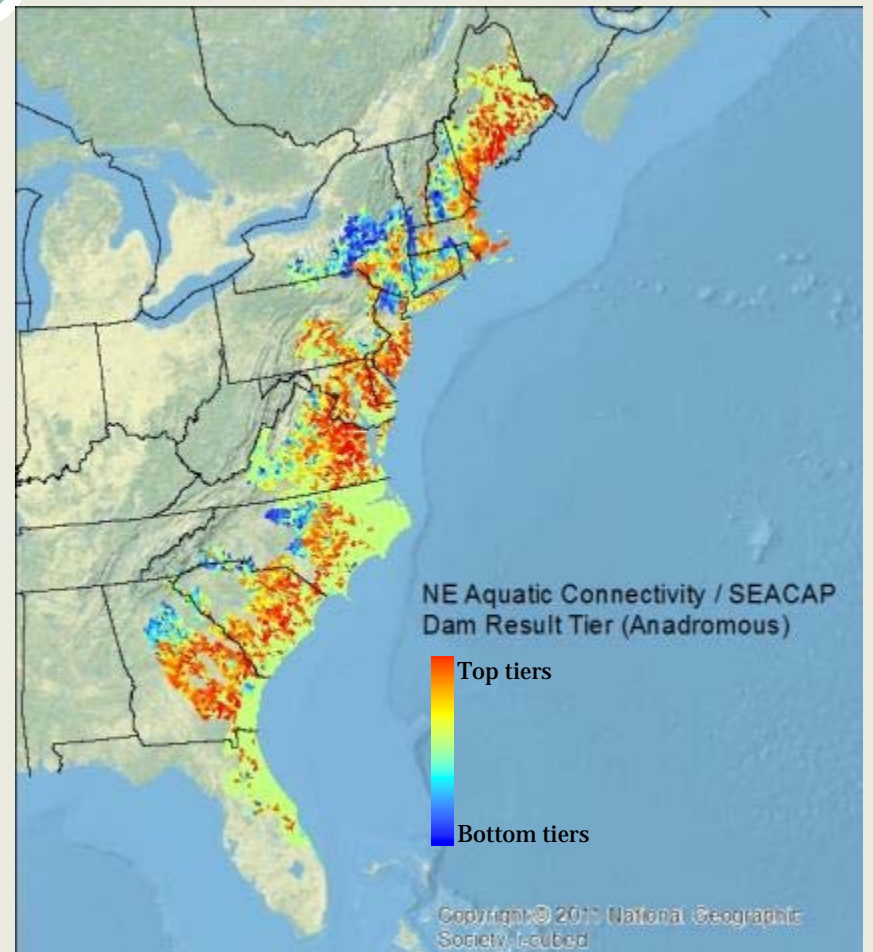 NE Aquatic Connectivity / SEACAP
Dam Result Tier (Anadromous)
Top tiers
Bottom tiers
Copyright:© 2011 National Geographic
Society, i-cubed